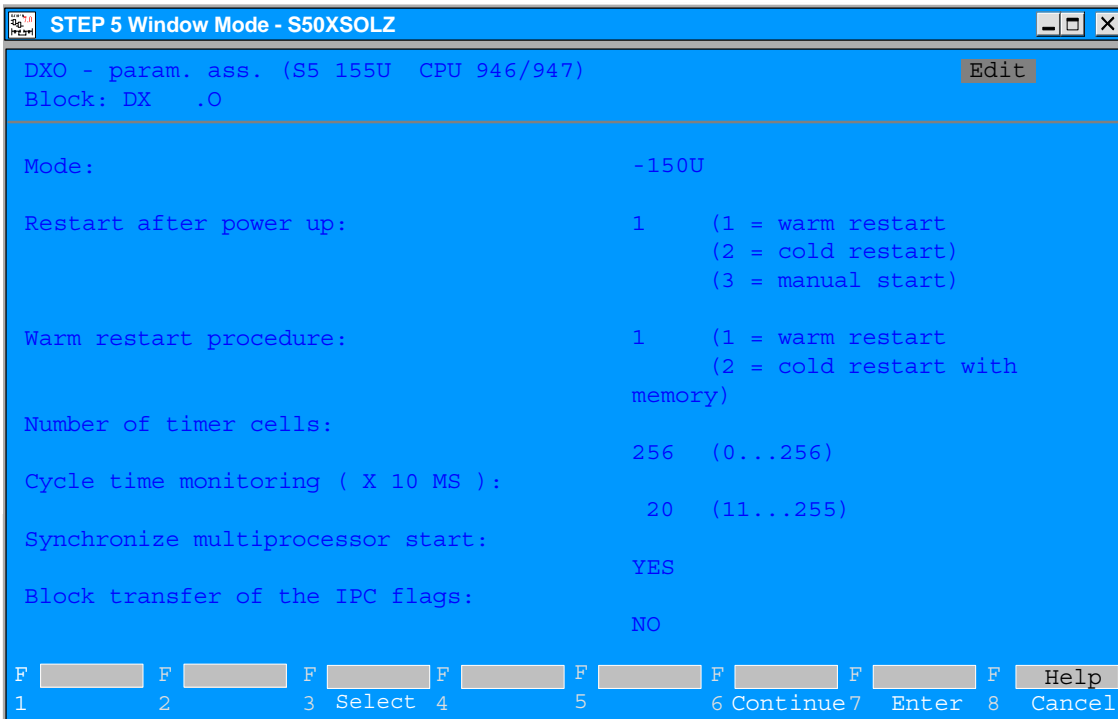 STEP 5 Window Mode - S50XSOLZ
DXO - param. ass. (S5 155U CPU 946/947) Edit
Block: DX .O
Mode: -150U
Restart after power up: 1 (1 = warm restart
(2 = cold restart)
(3 = manual start)
Warm restart procedure: 1 (1 = warm restart
(2 = cold restart with
memory)
Number of timer cells:
256 (0...256)
Cycle time monitoring ( X 10 MS ):
20 (11...255)
Synchronize multiprocessor start:
YES
Block transfer of the IPC flags:
NO
F F F F F F F F Help
1 2 3 Select 4 5 6 Continue 7 Enter 8 Cancel